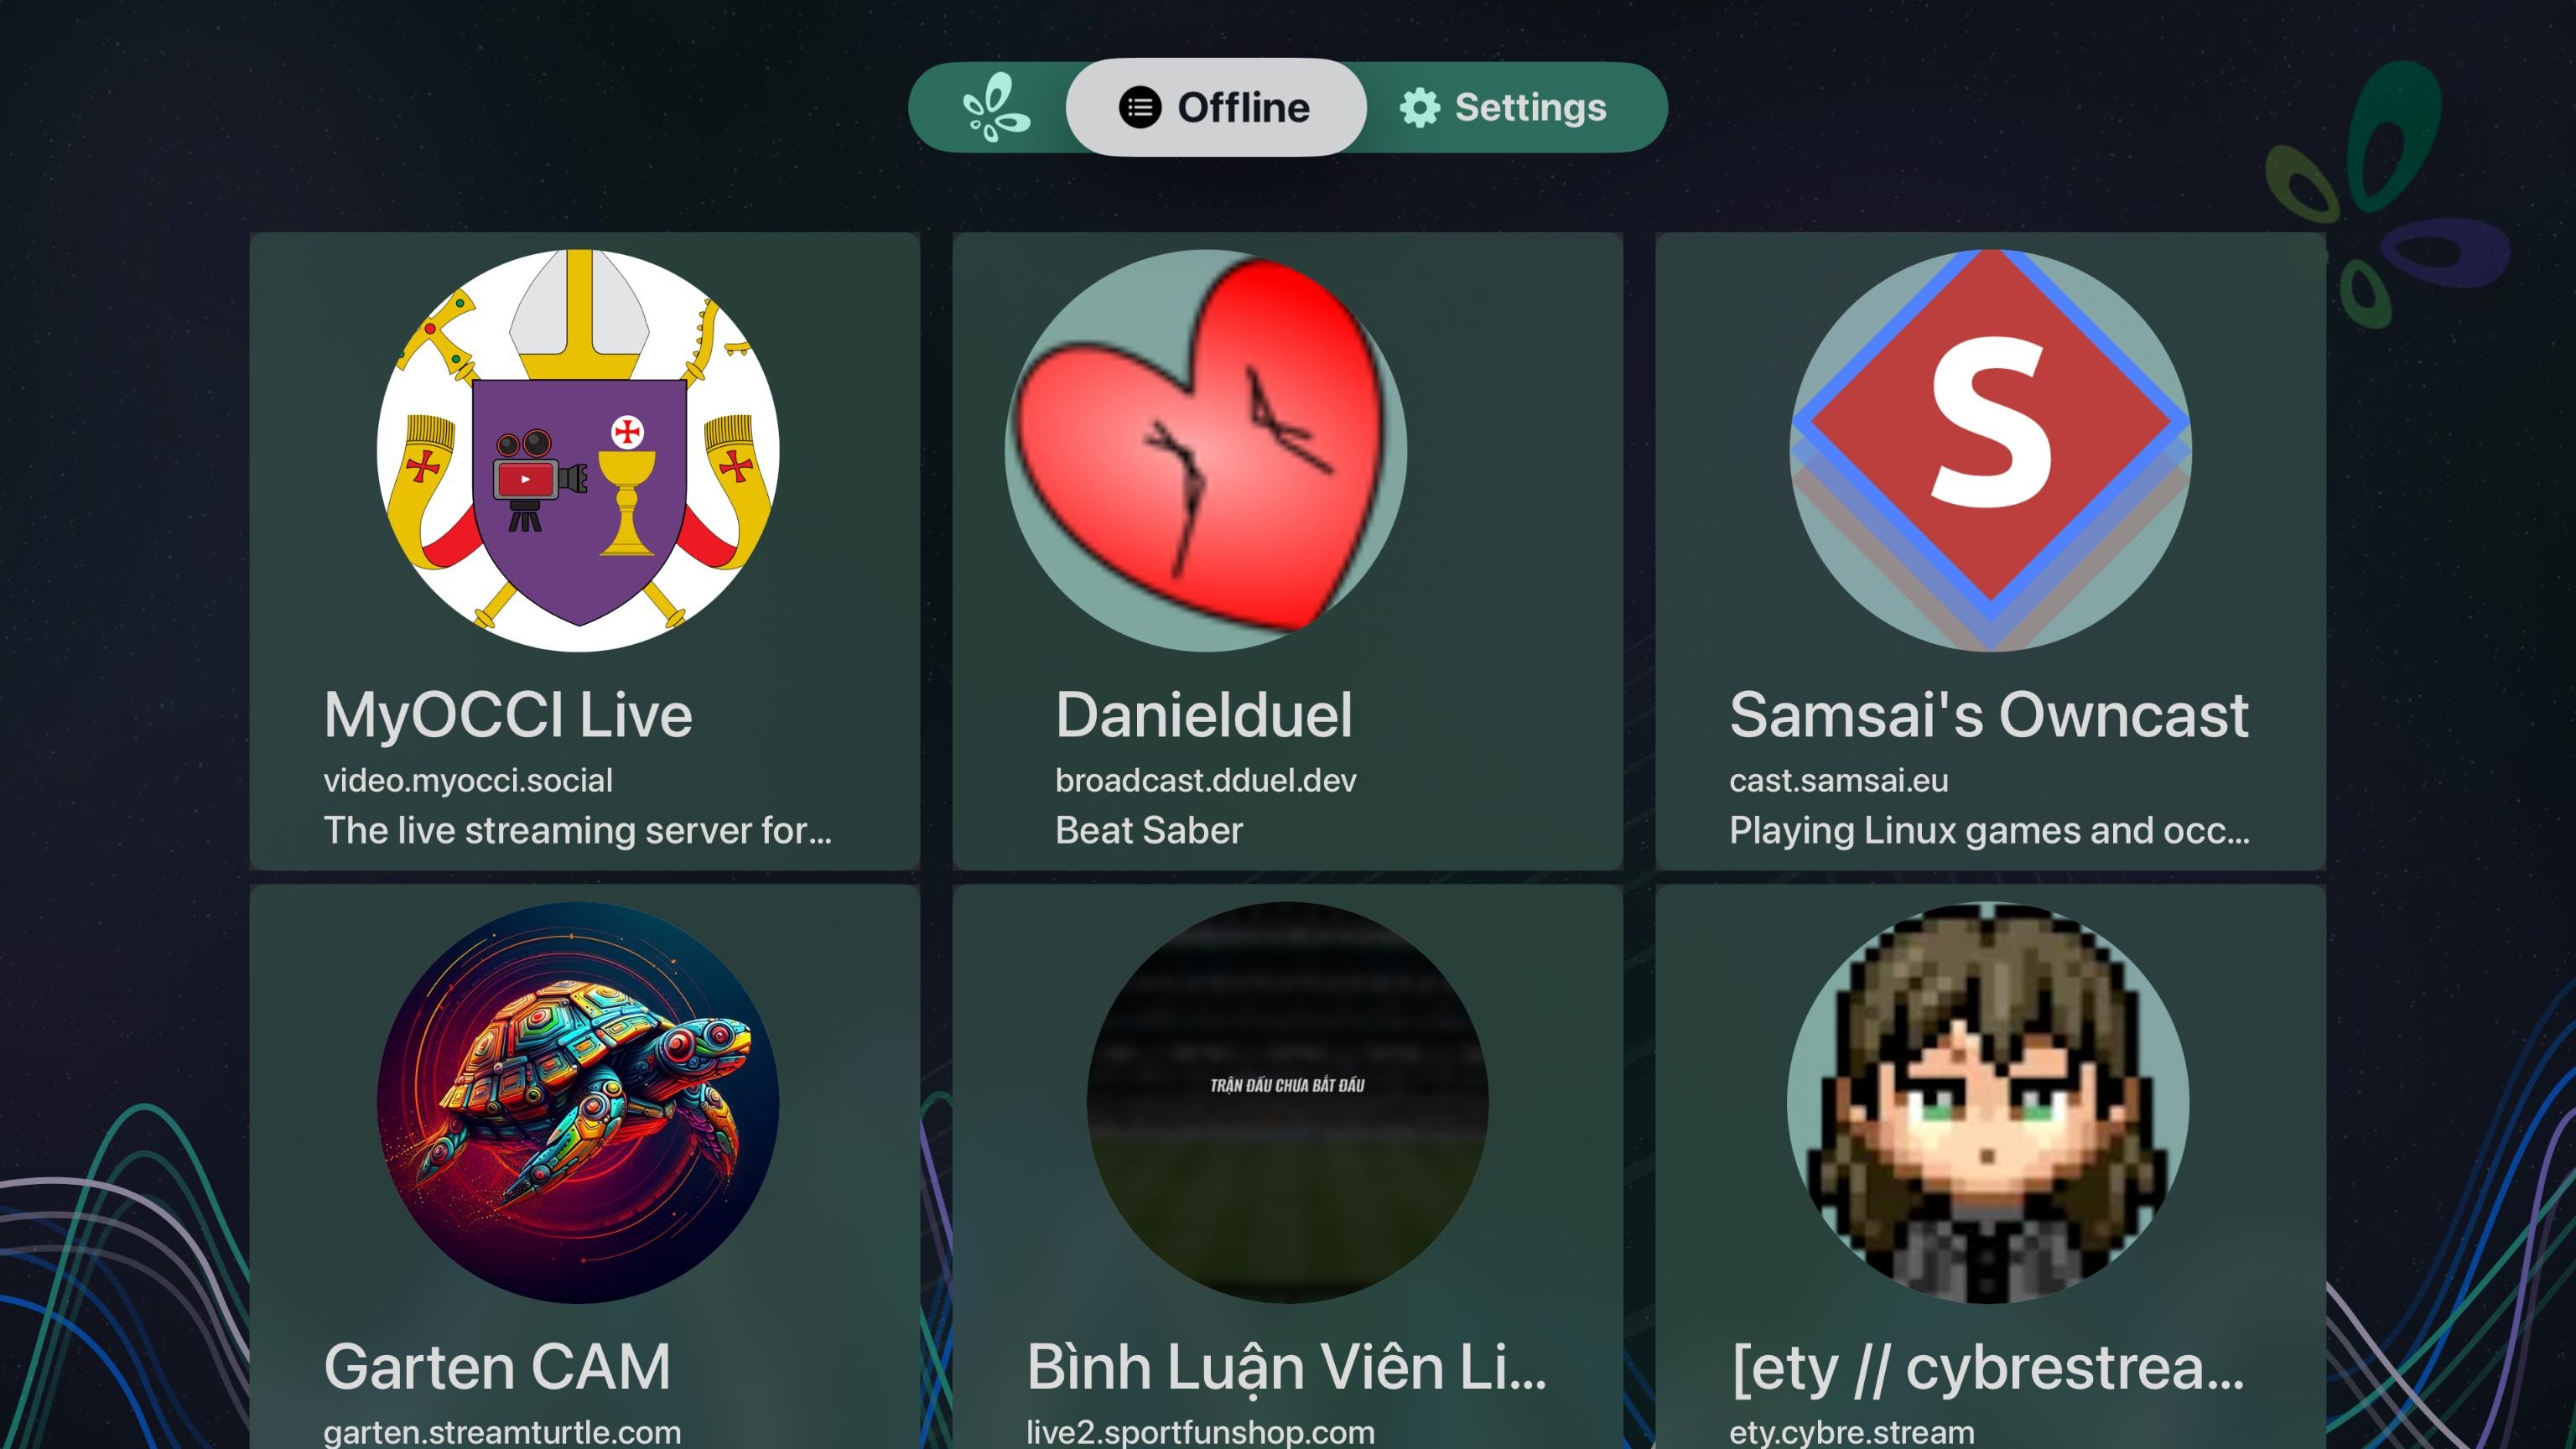 Offline
Settings
S
MyOCCI Live
video.myocci.social
The live streaming server for...
Danielduel
broadcast.dduel.dev
Beat Saber
Samsai's Owncast
cast.samsai.eu
Playing Linux games and occ...
TRẬN ĐẤU CHƯA BẮT ĐẦU
Garten CAM
garten.streamturtle.com
Bình Luận Viên Li...
live2.sportfunshop.com
[ety // cybrestrea...
ety.cybre.stream